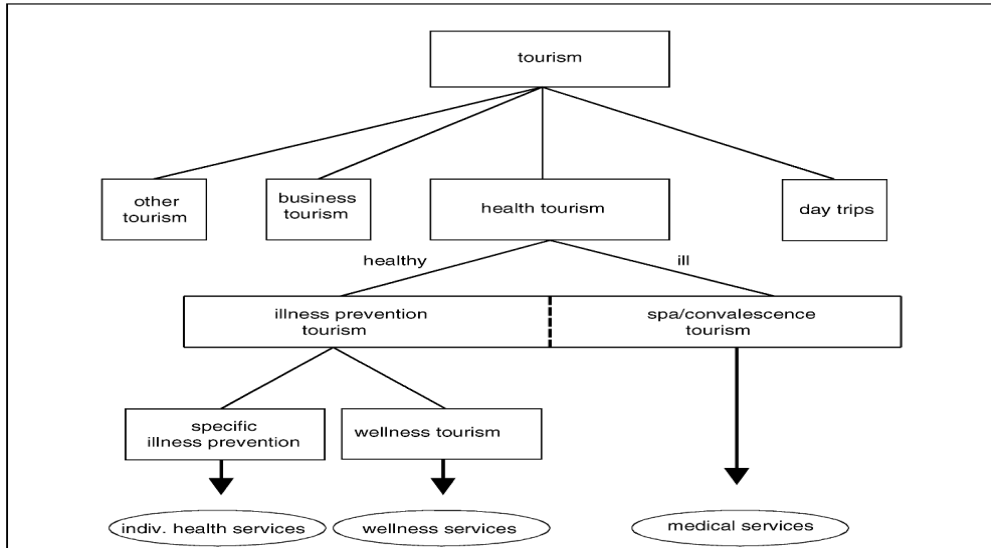 tourism
other
tourism
business
tourism
health tourism
day trips
healthy
ill
illness prevention
tourism
spa/convalescence
tourism
specific
illness prevention
wellness tourism
indiv. health services
wellness services
medical services